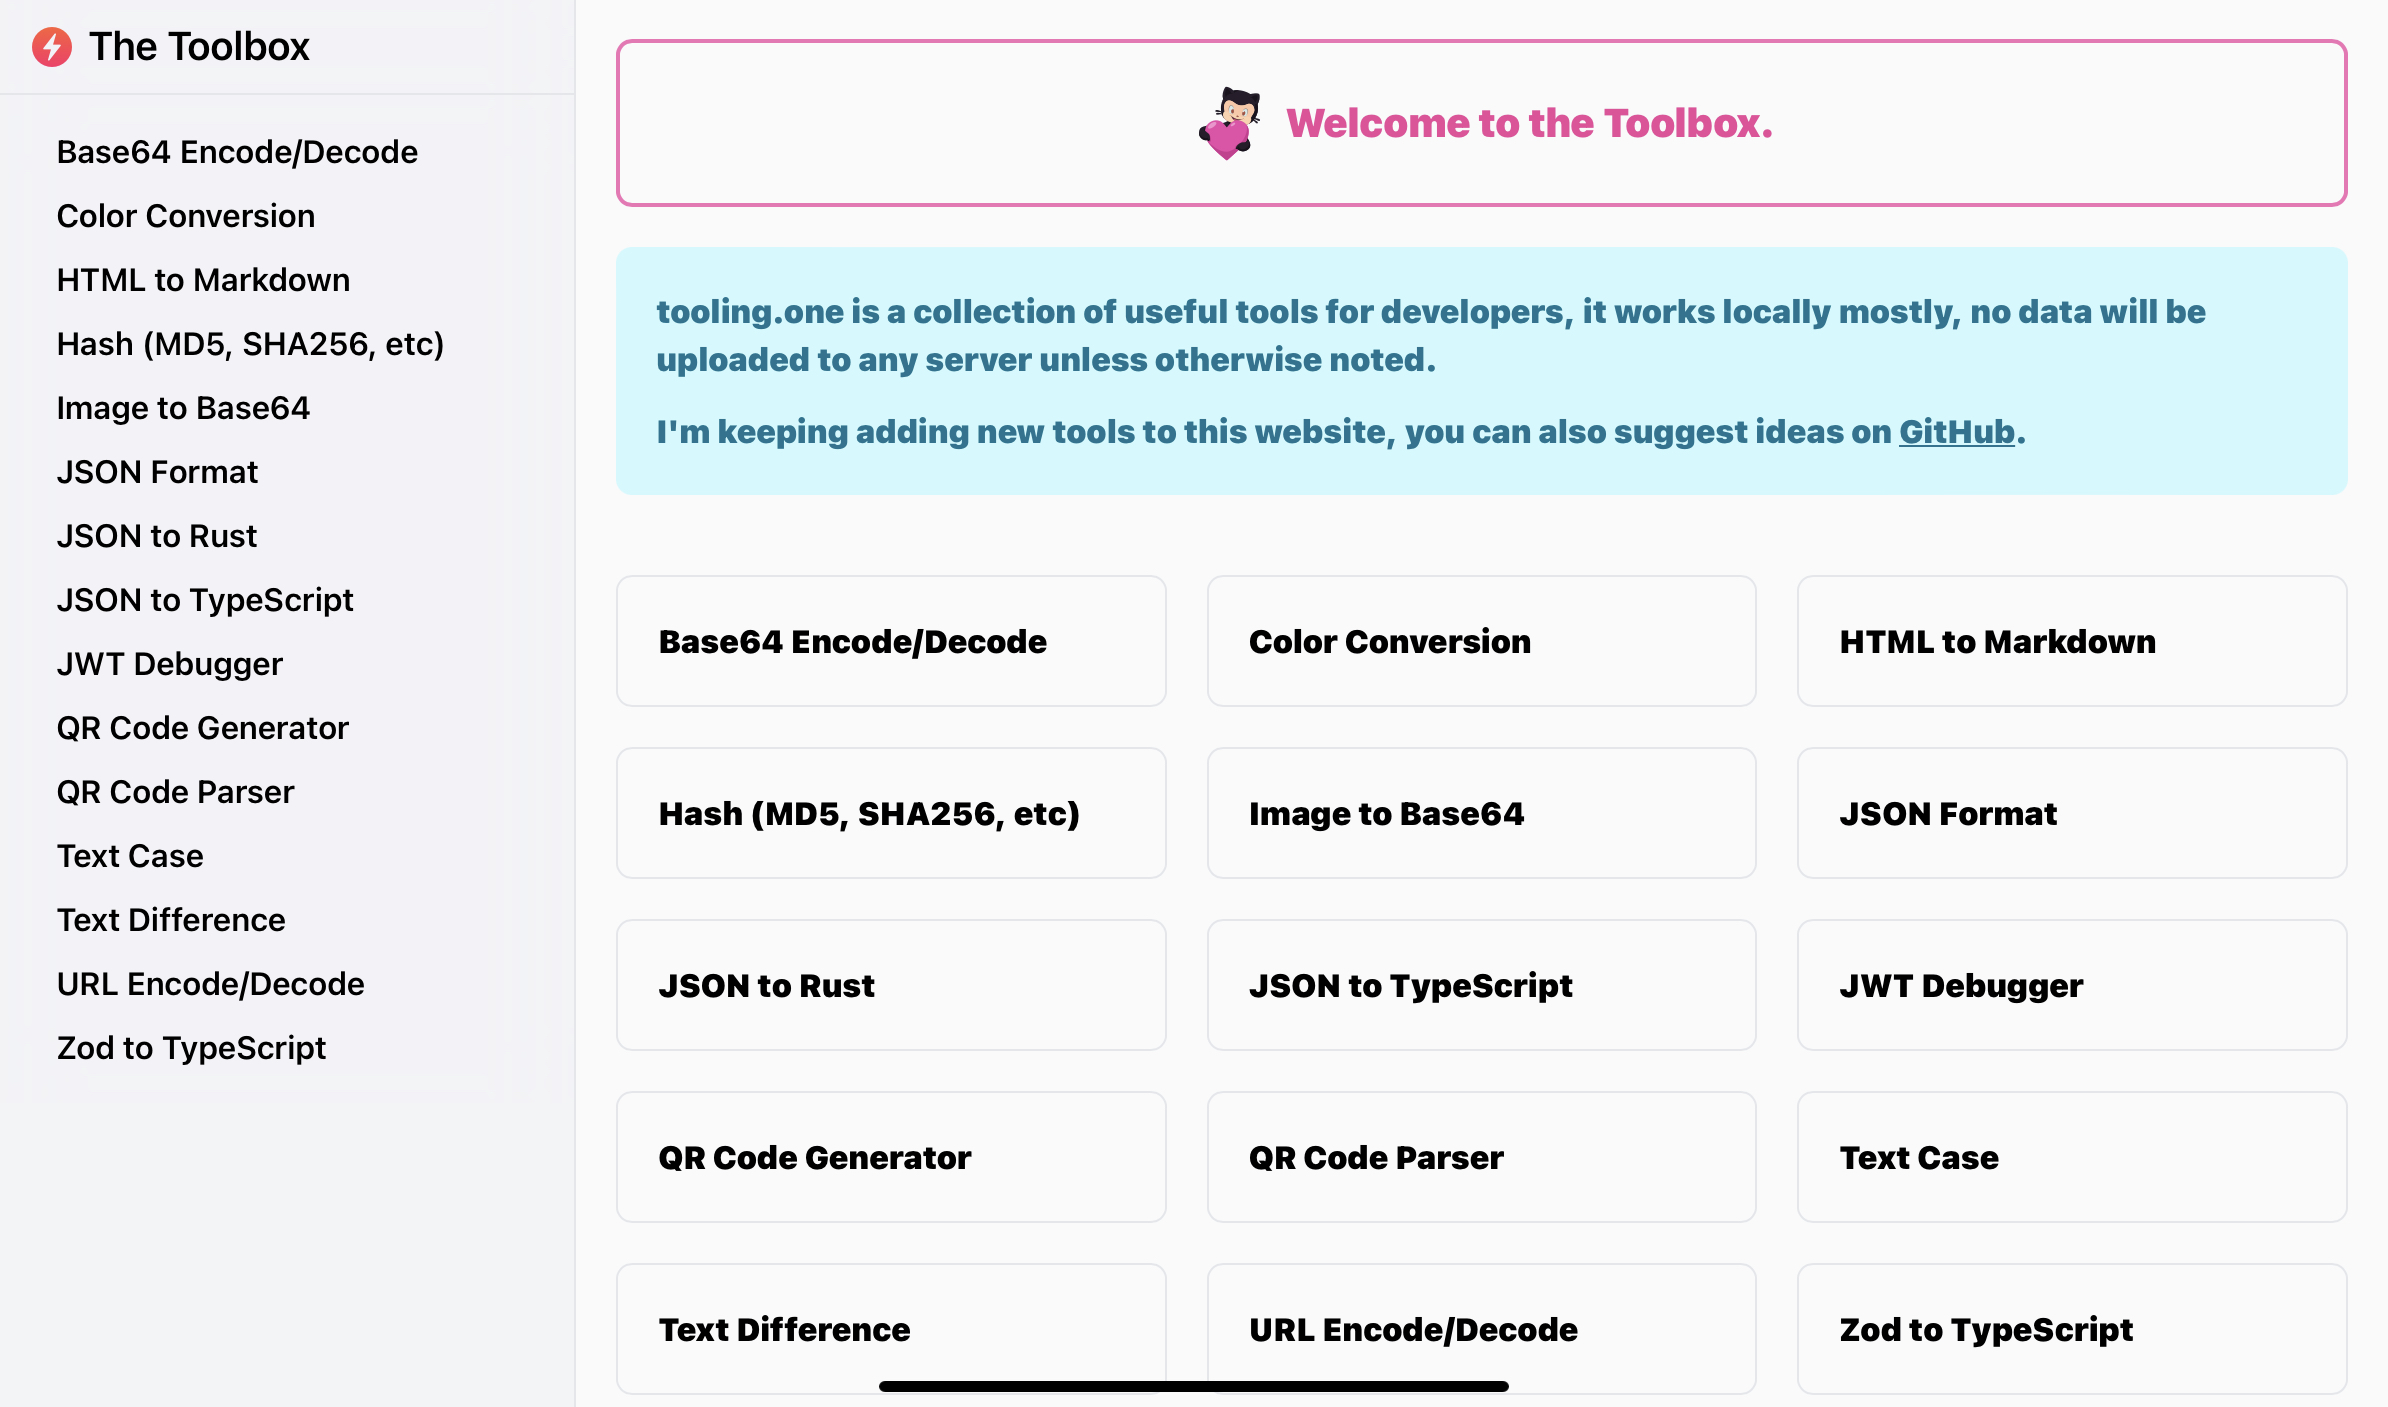 The Toolbox
Base64 Encode/Decode
Color Conversion
HTML to Markdown
Hash (MD5, SHA256, etc)
Image to Base64
JSON Format
JSON to Rust
JSON to TypeScript
JWT Debugger
QR Code Generator
QR Code Parser
Text Case
Text Difference
URL Encode/Decode
Zod to TypeScript
Welcome to the Toolbox.
tooling.one is a collection of useful tools for developers, it works locally mostly, no data will be
uploaded to any server unless otherwise noted.
I'm keeping adding new tools to this website, you can also suggest ideas on GitHub.
Base64 Encode/Decode
Color Conversion
HTML to Markdown
Hash (MD5, SHA256, etc)
Image to Base64
JSON Format
JSON to Rust
JSON to TypeScript
JWT Debugger
QR Code Generator
QR Code Parser
Text Case
Text Difference
URL Encode/Decode
Zod to TypeScript